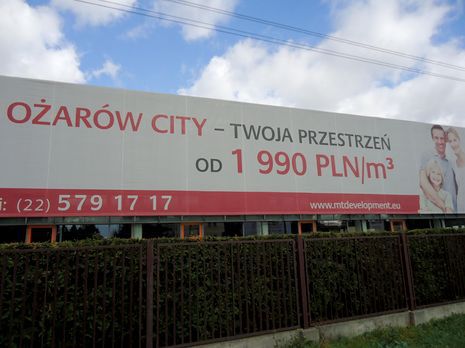 OŻARÓW CITY – TWOJA PRZESTRZEŃ
OD 1 990 PLN/m³
: (22) 579 17 17
www.mtdevelopment.eu